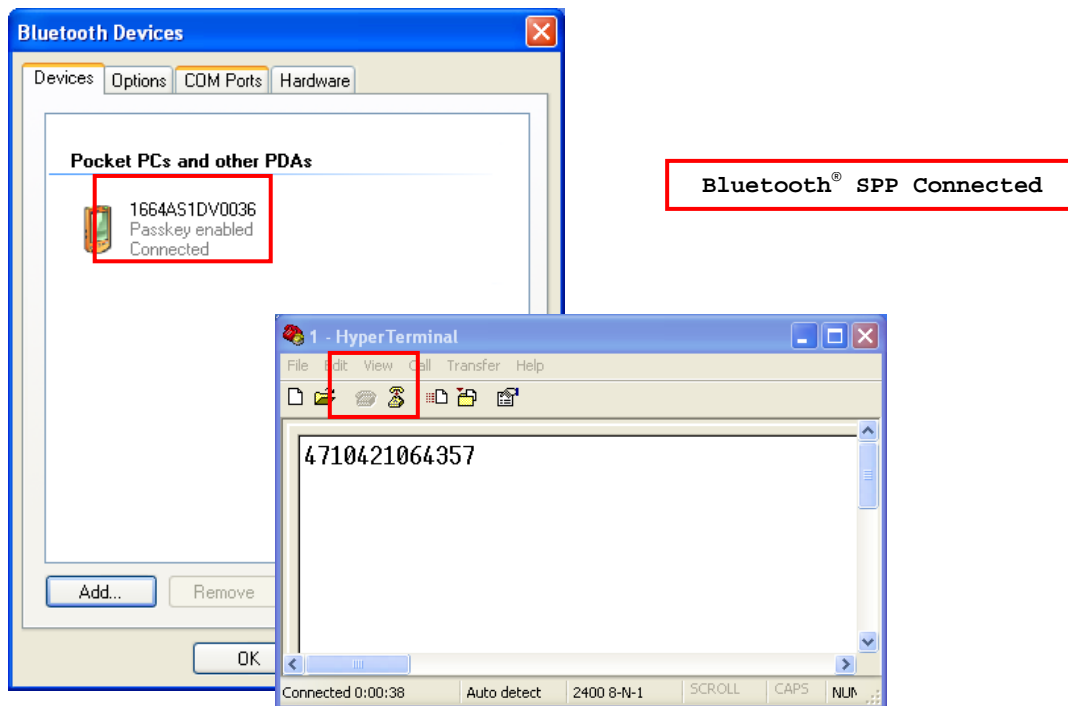 Bluetooth Devices
Devices Options COM Ports Hardware
Pocket PCs and other PDAs
1664AS1DV0036
Passkey enabled
Connected
Add... Remove
OK
Bluetooth® SPP Connected
1 - HyperTerminal
File Edit View Call Transfer Help
4710421064357
Connected 0:00:38 Auto detect 2400 8-N-1 SCROLL CAPS